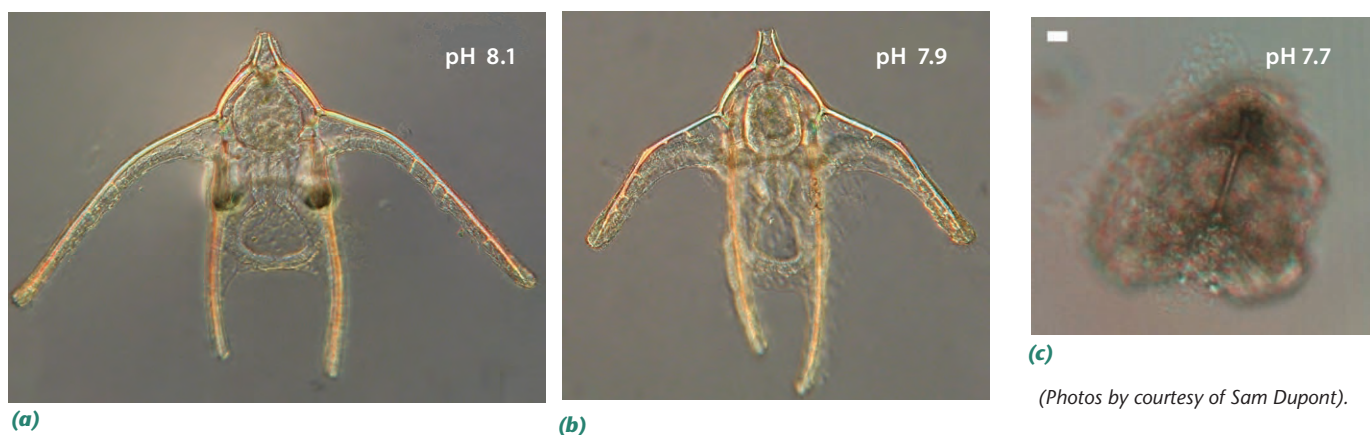 pH 8.1
pH 7.9
pH 7.7
(a)
(b)
(c)
(Photos by courtesy of Sam Dupont).